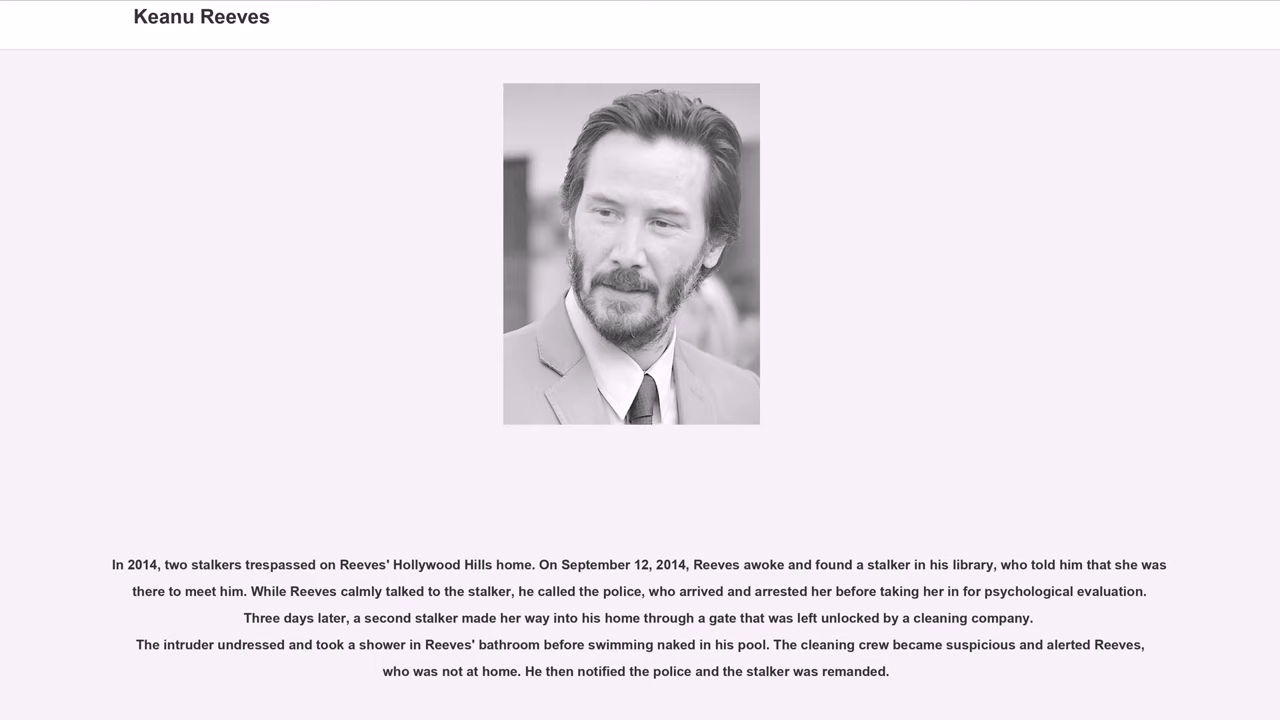 Keanu Reeves
In 2014, two stalkers trespassed on Reeves' Hollywood Hills home. On September 12, 2014, Reeves awoke and found a stalker in his library, who told him that she was
there to meet him. While Reeves calmly talked to the stalker, he called the police, who arrived and arrested her before taking her in for psychological evaluation.
Three days later, a second stalker made her way into his home through a gate that was left unlocked by a cleaning company.
The intruder undressed and took a shower in Reeves' bathroom before swimming naked in his pool. The cleaning crew became suspicious and alerted Reeves,
who was not at home. He then notified the police and the stalker was remanded.